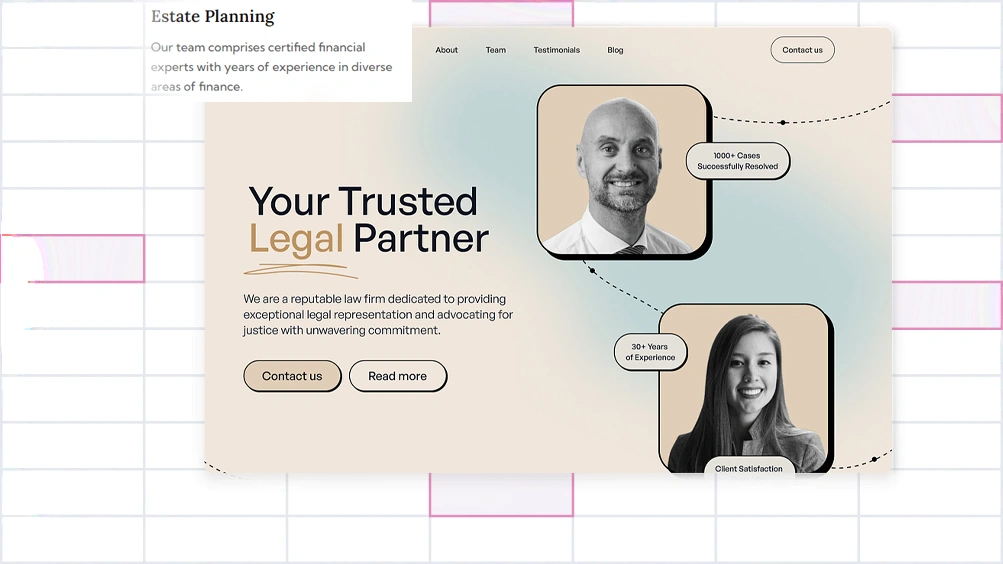 Estate Planning
Our team comprises certified financial
experts with years of experience in diverse
areas of finance.
About
Team
Testimonials
Blog
Contact us
1000+ Cases
Successfully Resolved
Your Trusted
Legal Partner
We are a reputable law firm dedicated to providing
exceptional legal representation and advocating for
justice with unwavering commitment.
Contact us
Read more
30+ Years
of Experience
Client Satisfaction